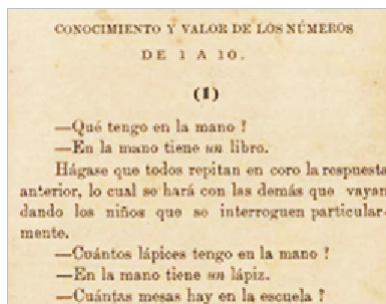 CONOCIMIENTO Y VALOR DE LOS NÚMEROS
DE 1 A 10.
(1)
—Qué tengo en la mano ?
—En la mano tiene un libro.
Hágase que todos repitan en coro la respuesta
anterior, lo cual se hará con las demás que vayan
dando los niños que se interroguen particular-
mente.
—Cuántos lápices tengo en la mano ?
—En la mano tiene un lápiz.
—Cuántas mesas hay en la escuela ?